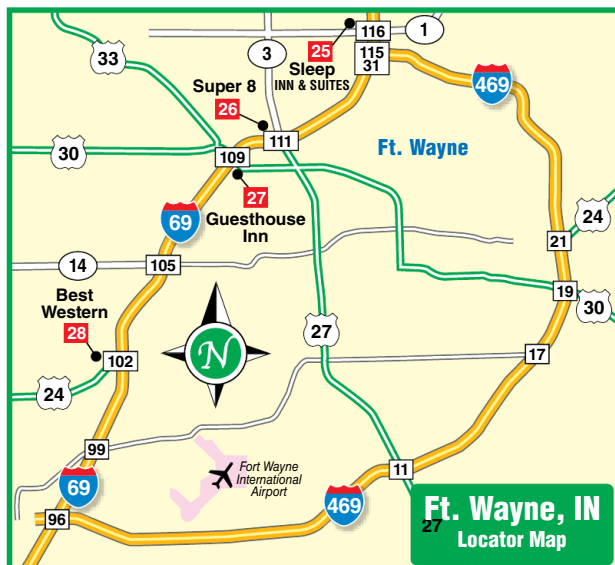 33
3
25
116
1
Sleep
INN & SUITES
115
31
Super 8
26
469
30
111
Ft. Wayne
109
27
Guesthouse
Inn
69
24
21
14
105
19
30
Best
Western
28
102
N
27
17
24
99
Fort Wayne
International
Airport
11
69
469
96
Ft. Wayne, IN
27
Locator Map